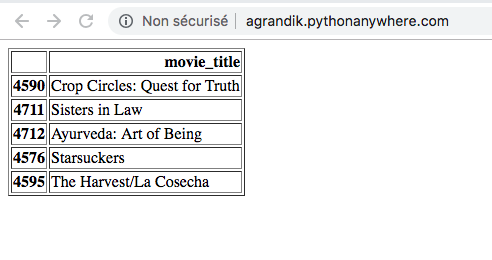 Non sécurisé | agrandik.pythonanywhere.com
movie_title
4590 Crop Circles: Quest for Truth
4711 Sisters in Law
4712 Ayurveda: Art of Being
4576 Starsuckers
4595 The Harvest/La Cosecha